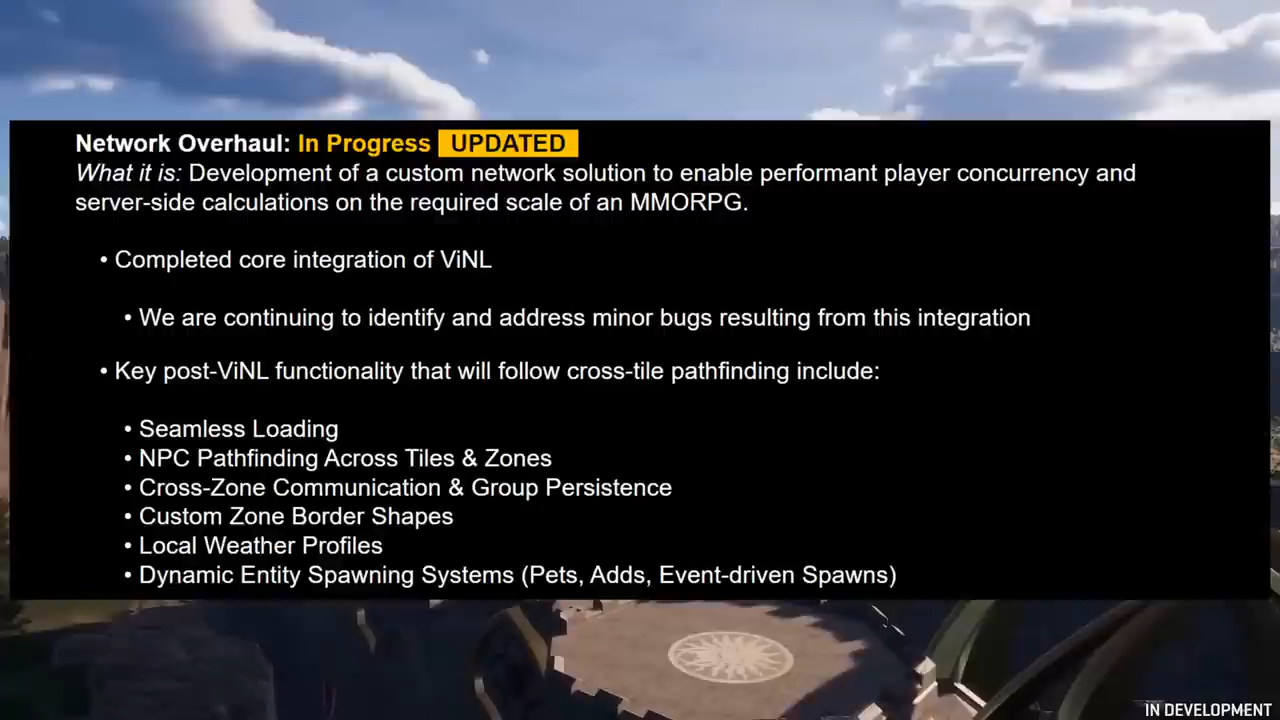 Network Overhaul: In Progress UPDATED
What it is: Development of a custom network solution to enable performant player concurrency and
server-side calculations on the required scale of an MMORPG.
• Completed core integration of ViNL
• We are continuing to identify and address minor bugs resulting from this integration
• Key post-ViNL functionality that will follow cross-tile pathfinding include:
• Seamless Loading
• NPC Pathfinding Across Tiles & Zones
• Cross-Zone Communication & Group Persistence
• Custom Zone Border Shapes
• Local Weather Profiles
• Dynamic Entity Spawning Systems (Pets, Adds, Event-driven Spawns)
IN DEVELOPMENT